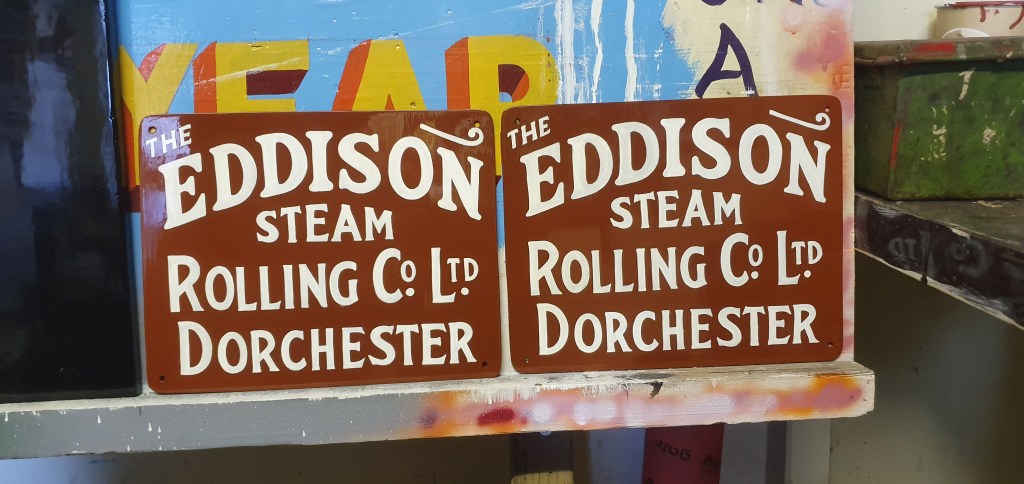 YEAR
A
THE
EDDISON
STEAM
ROLLING Co LTD
DORCHESTER
THE
EDDISON
STEAM
ROLLING Co LTD
DORCHESTER